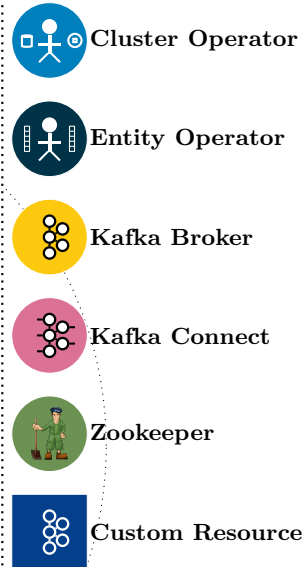 Cluster Operator
Entity Operator
Kafka Broker
Kafka Connect
Zookeeper
Custom Resource